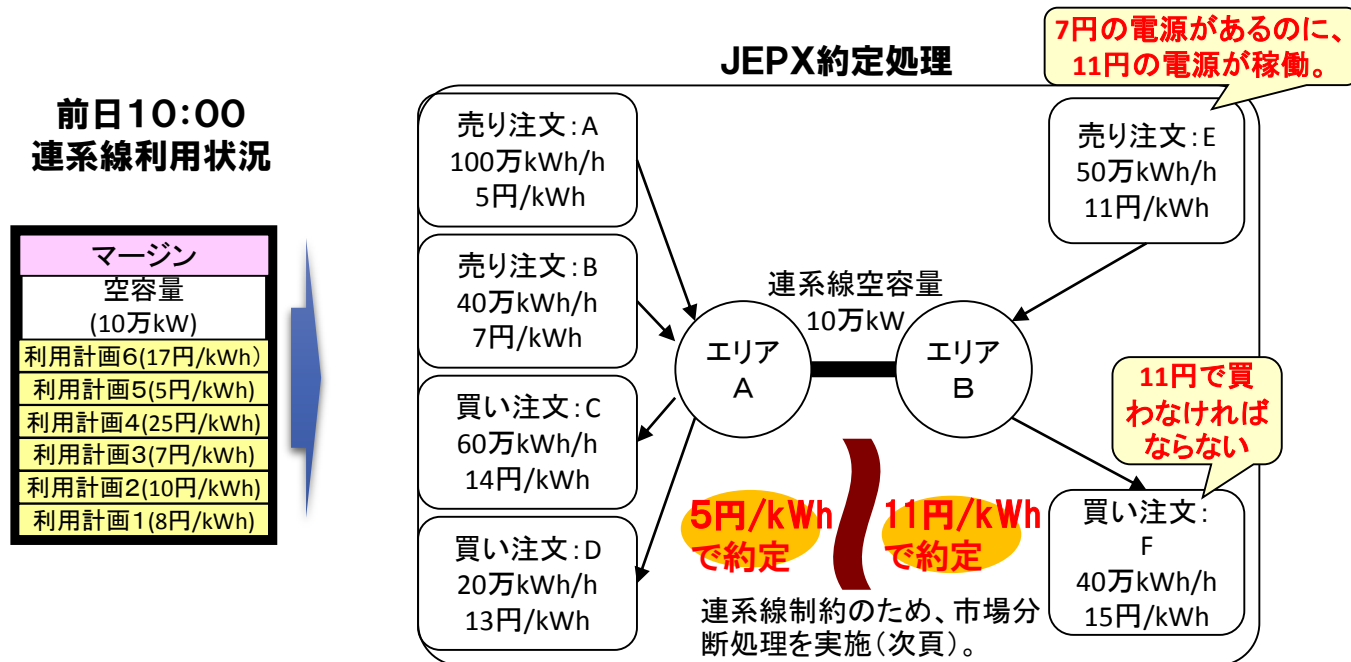 前日10:00
連系線利用状況
マージン
空容量
(10万kW)
利用計画6(17円/kWh)
利用計画5(5円/kWh)
利用計画4(25円/kWh)
利用計画3(7円/kWh)
利用計画2(10円/kWh)
利用計画1(8円/kWh)
JEPX約定処理
7円の電源があるのに、
11円の電源が稼働。
売り注文:A
100万kWh/h
5円/kWh
売り注文:B
40万kWh/h
7円/kWh
買い注文:C
60万kWh/h
14円/kWh
買い注文:D
20万kWh/h
13円/kWh
連系線空容量
10万kW
エリア
A
エリア
B
売り注文:E
50万kWh/h
11円/kWh
11円で買
わなければ
ならない
買い注文:
F
40万kWh/h
15円/kWh
5円/kWh
で約定
11円/kWh
で約定
連系線制約のため、市場分
断処理を実施(次頁)。